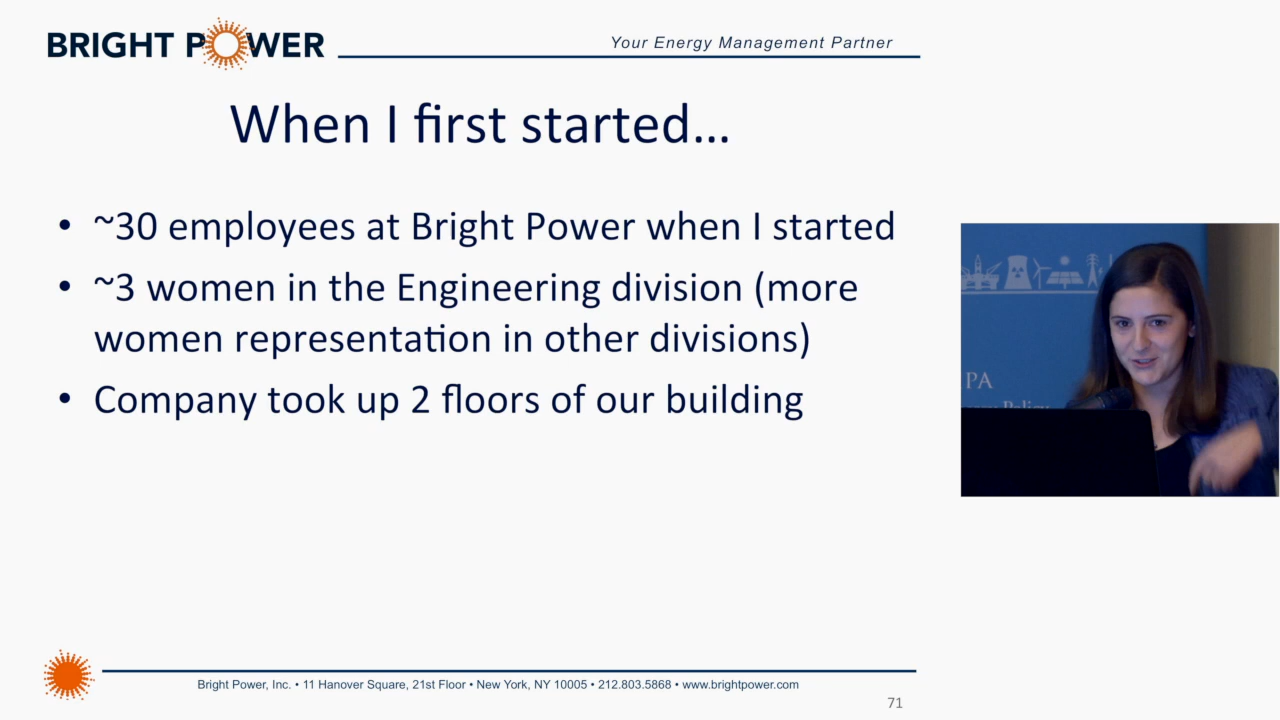 BRIGHT POWER
Your Energy Management Partner
When I first started…
• ~30 employees at Bright Power when I started
• ~3 women in the Engineering division (more
women representation in other divisions)
• Company took up 2 floors of our building
PA
Policy
Bright Power, Inc. • 11 Hanover Square, 21st Floor • New York, NY 10005 • 212.803.5868 • www.brightpower.com
71